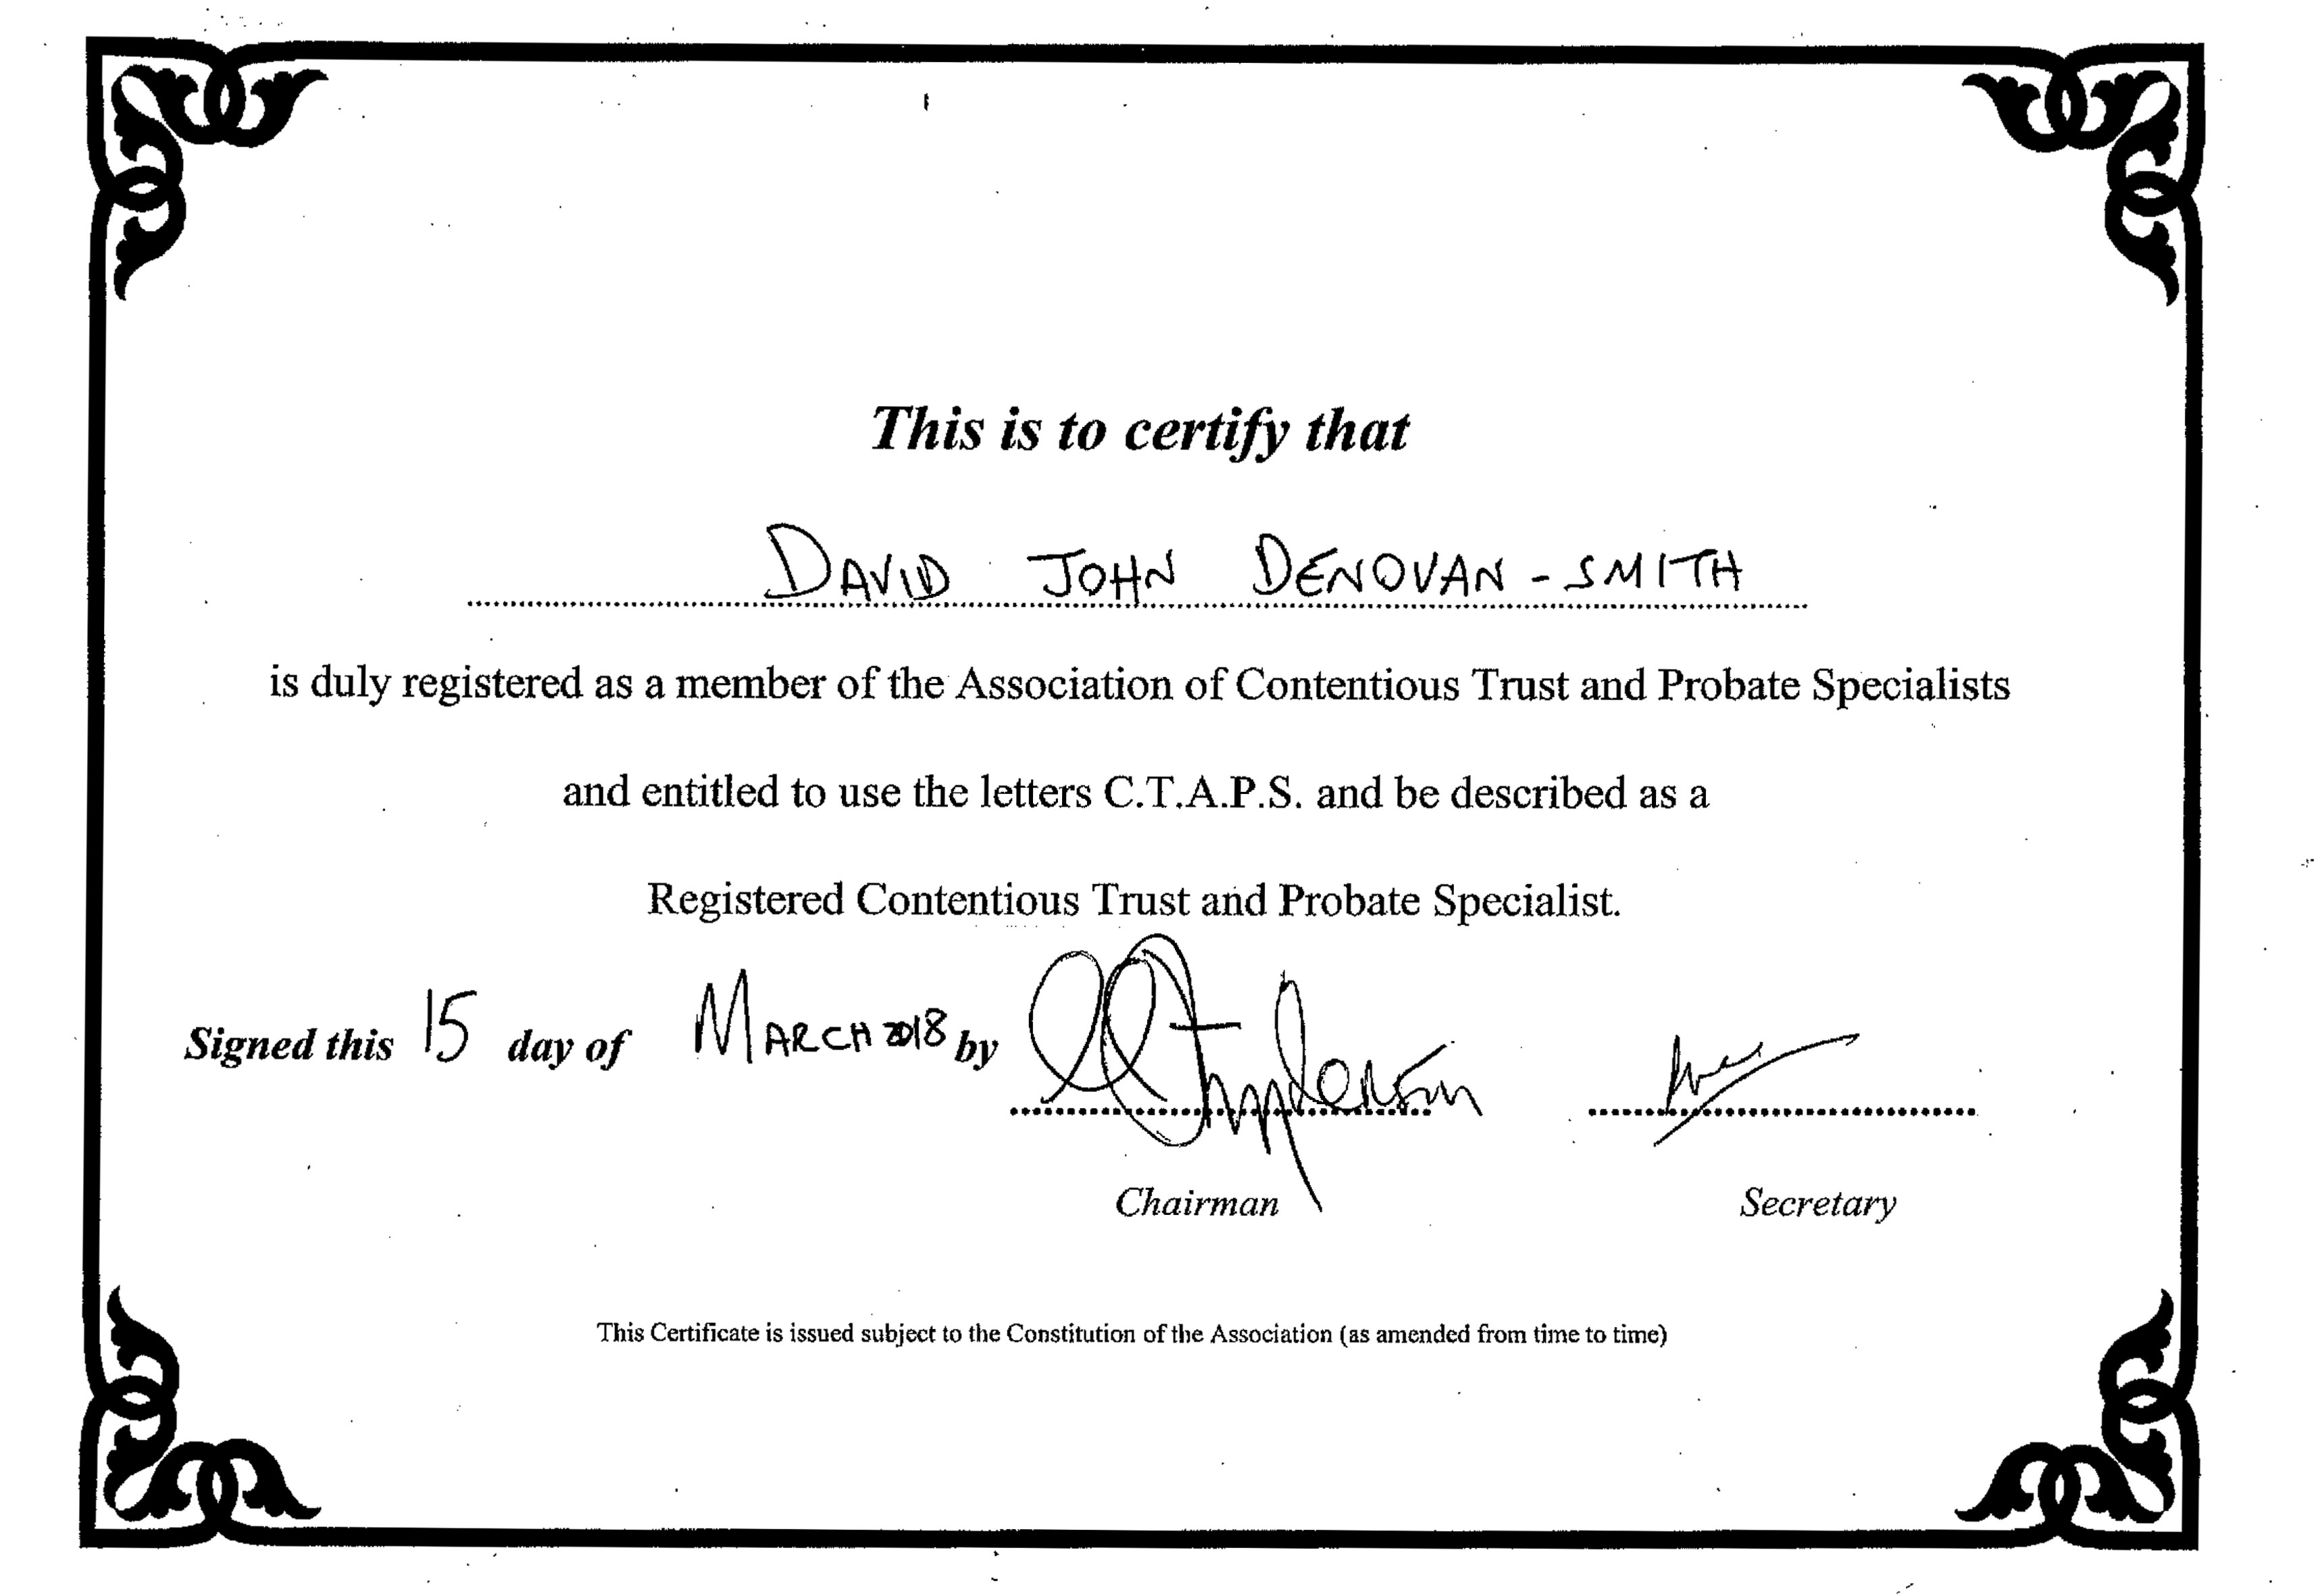 This is to certify that
DAVID JOHN DENOVAN - SMITH
is duly registered as a member of the Association of Contentious Trust and Probate Specialists
and entitled to use the letters C.T.A.P.S. and be described as a
Registered Contentious Trust and Probate Specialist.
Signed this 15 day of MARCH 2018 by
Chairman Secretary
This Certificate is issued subject to the Constitution of the Association (as amended from time to time)